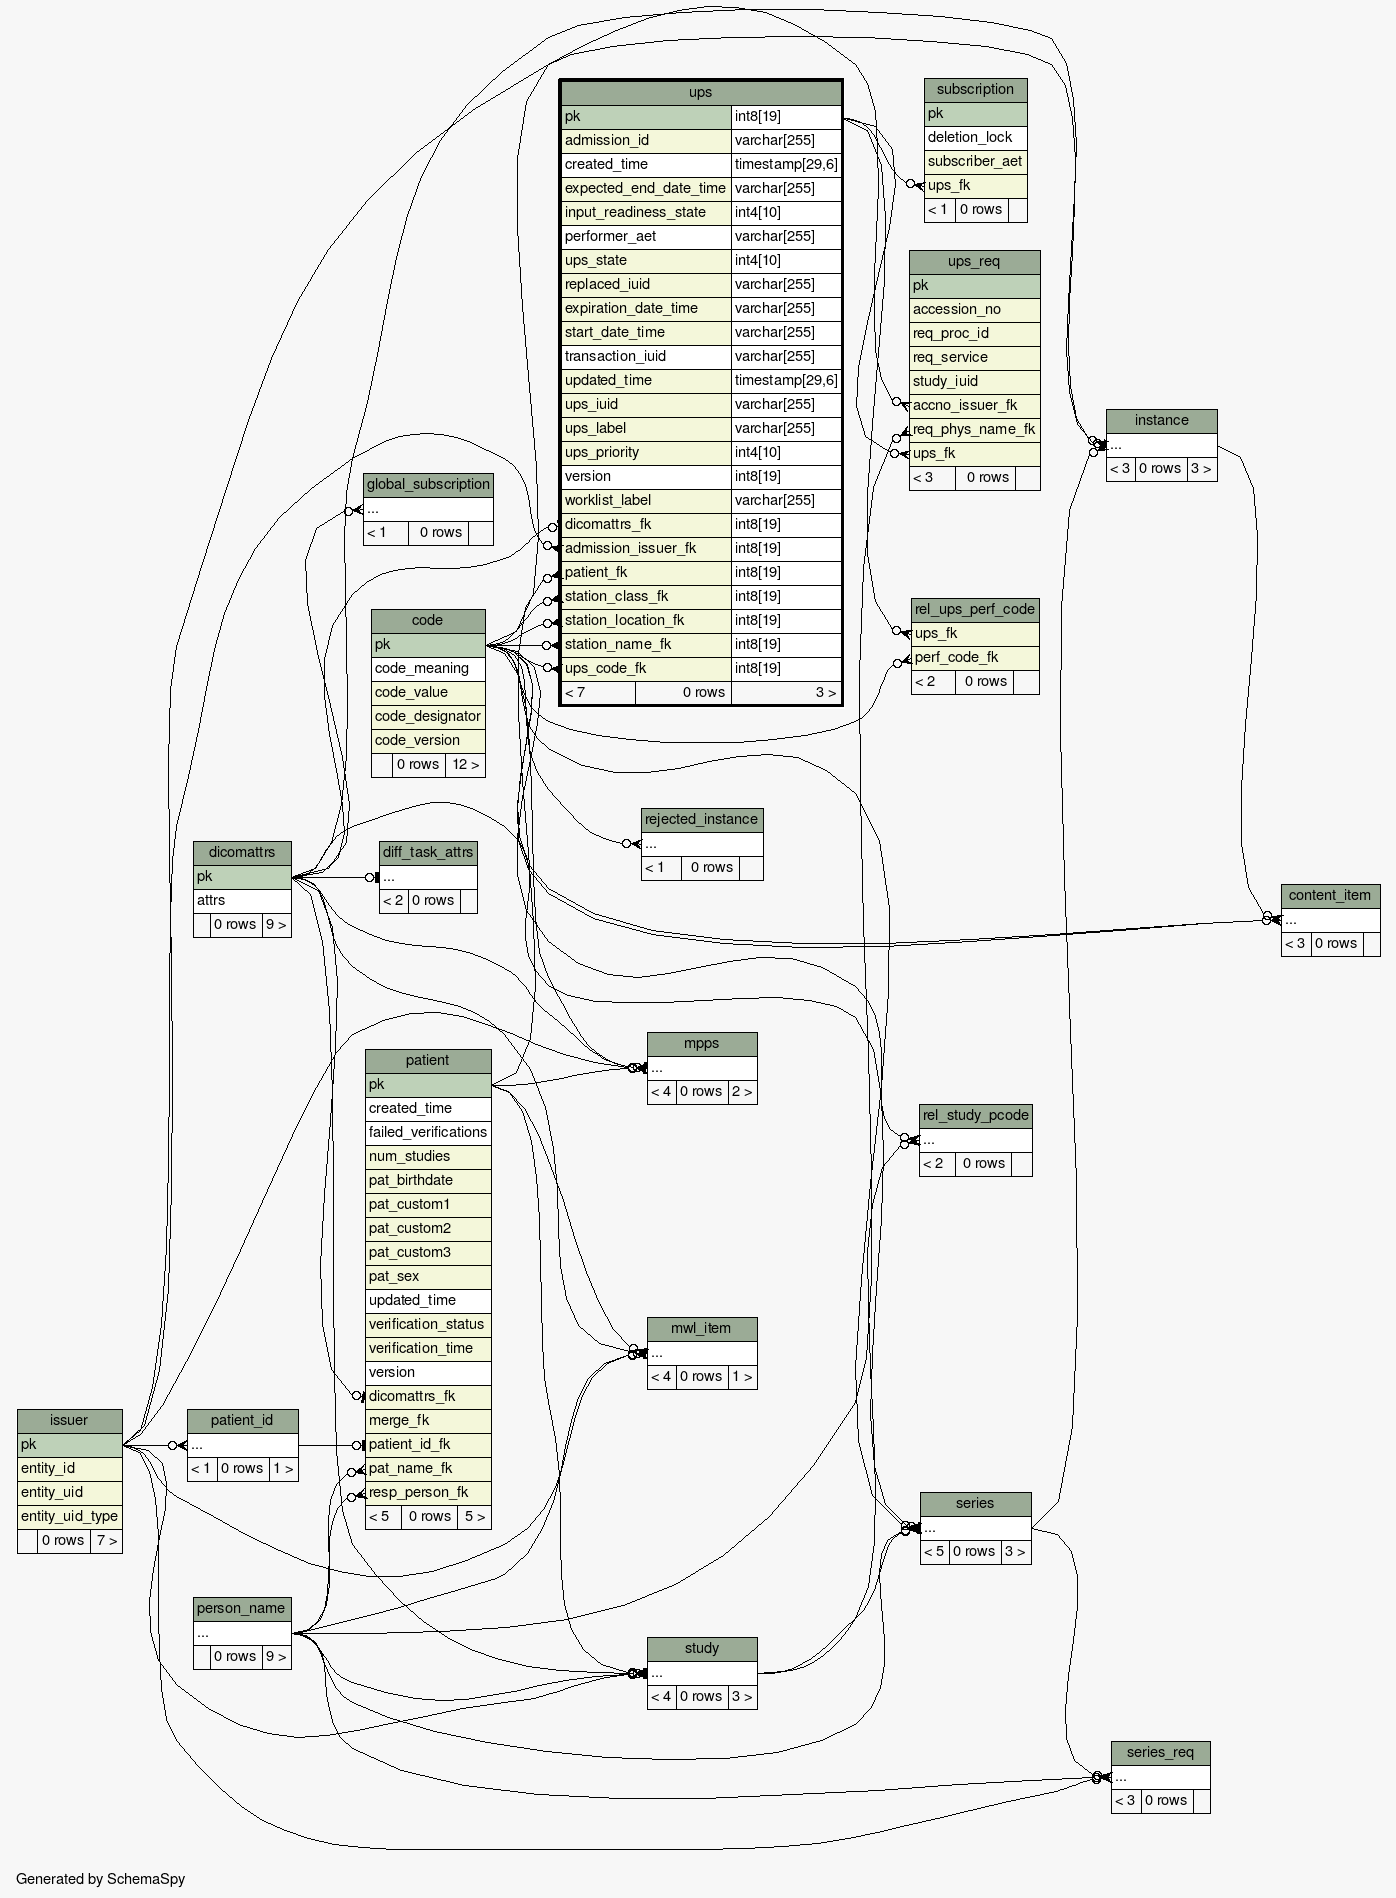 ups
pk int8[19]
admission_id varchar[255]
created_time timestamp[29,6]
expected_end_date_time varchar[255]
input_readiness_state int4[10]
performer_aet varchar[255]
ups_state int4[10]
replaced_iuid varchar[255]
expiration_date_time varchar[255]
start_date_time varchar[255]
transaction_iuid varchar[255]
updated_time timestamp[29,6]
ups_iuid varchar[255]
ups_label varchar[255]
ups_priority int4[10]
version int8[19]
worklist_label varchar[255]
dicomattrs_fk int8[19]
admission_issuer_fk int8[19]
patient_fk int8[19]
station_class_fk int8[19]
station_location_fk int8[19]
station_name_fk int8[19]
ups_code_fk int8[19]
< 7 0 rows 3 >
subscription
pk
deletion_lock
subscriber_aet
ups_fk
< 1 0 rows
ups_req
pk
accession_no
req_proc_id
req_service
study_iuid
accno_issuer_fk
req_phys_name_fk
ups_fk
< 3 0 rows
instance
...
< 3 0 rows 3 >
global_subscription
...
< 1 0 rows
code
pk
code_meaning
code_value
code_designator
code_version
0 rows 12 >
rel_ups_perf_code
ups_fk
perf_code_fk
< 2 0 rows
rejected_instance
...
< 1 0 rows
dicomattrs
pk
attrs
0 rows 9 >
diff_task_attrs
...
< 2 0 rows
content_item
...
< 3 0 rows
mpps
...
< 4 0 rows 2 >
patient
pk
created_time
failed_verifications
num_studies
pat_birthdate
pat_custom1
pat_custom2
pat_custom3
pat_sex
updated_time
verification_status
verification_time
version
dicomattrs_fk
merge_fk
patient_id_fk
pat_name_fk
resp_person_fk
< 5 0 rows 5 >
rel_study_pcode
...
< 2 0 rows
mwl_item
...
< 4 0 rows 1 >
issuer
pk
entity_id
entity_uid
entity_uid_type
0 rows 7 >
patient_id
...
< 1 0 rows 1 >
series
...
< 5 0 rows 3 >
person_name
...
0 rows 9 >
study
...
< 4 0 rows 3 >
series_req
...
< 3 0 rows
Generated by SchemaSpy